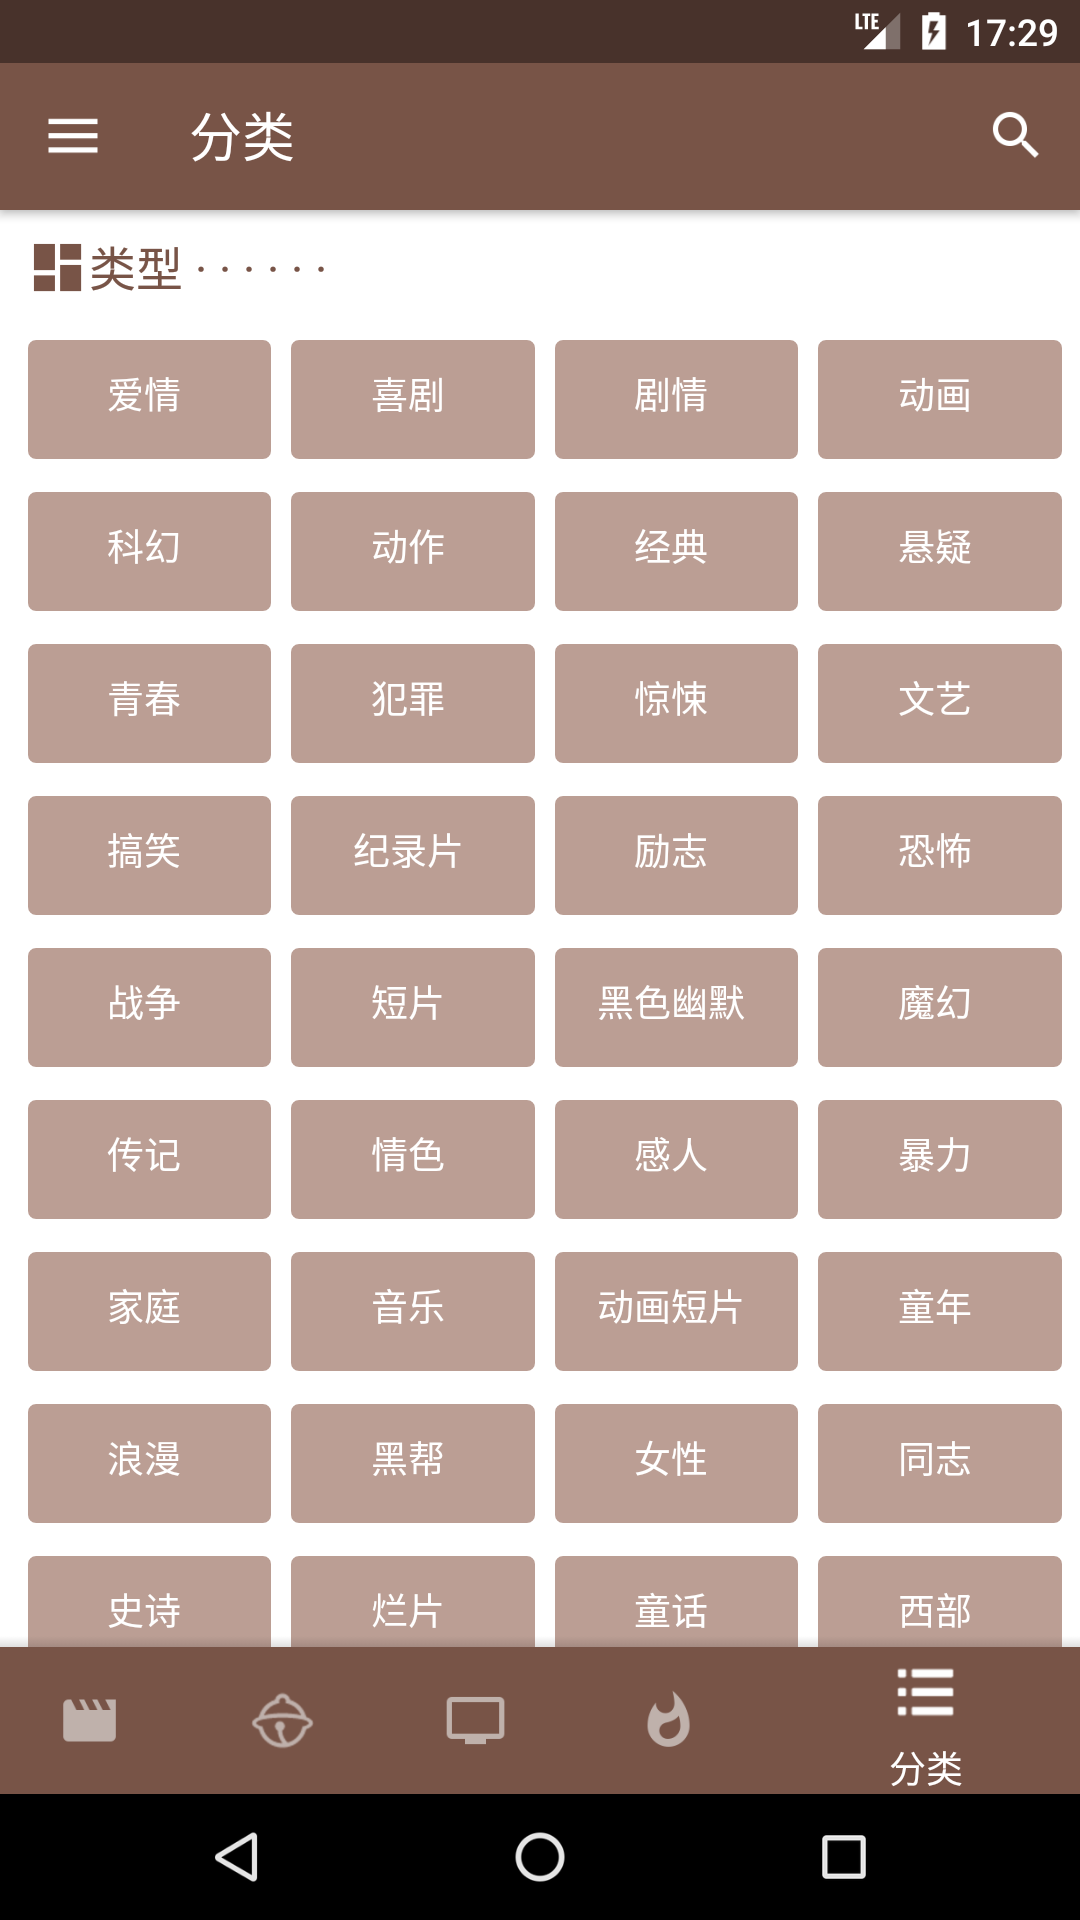 LTE 17:29
分类
类型 · · · · · ·
爱情 喜剧 剧情 动画
科幻 动作 经典 悬疑
青春 犯罪 惊悚 文艺
搞笑 纪录片 励志 恐怖
战争 短片 黑色幽默 魔幻
传记 情色 感人 暴力
家庭 音乐 动画短片 童年
浪漫 黑帮 女性 同志
史诗 烂片 童话 西部
分类